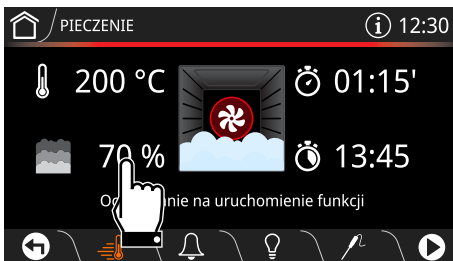 PIECZENIE
i 12:30
200 °C
01:15'
70 %
13:45
na uruchomienie funkcji